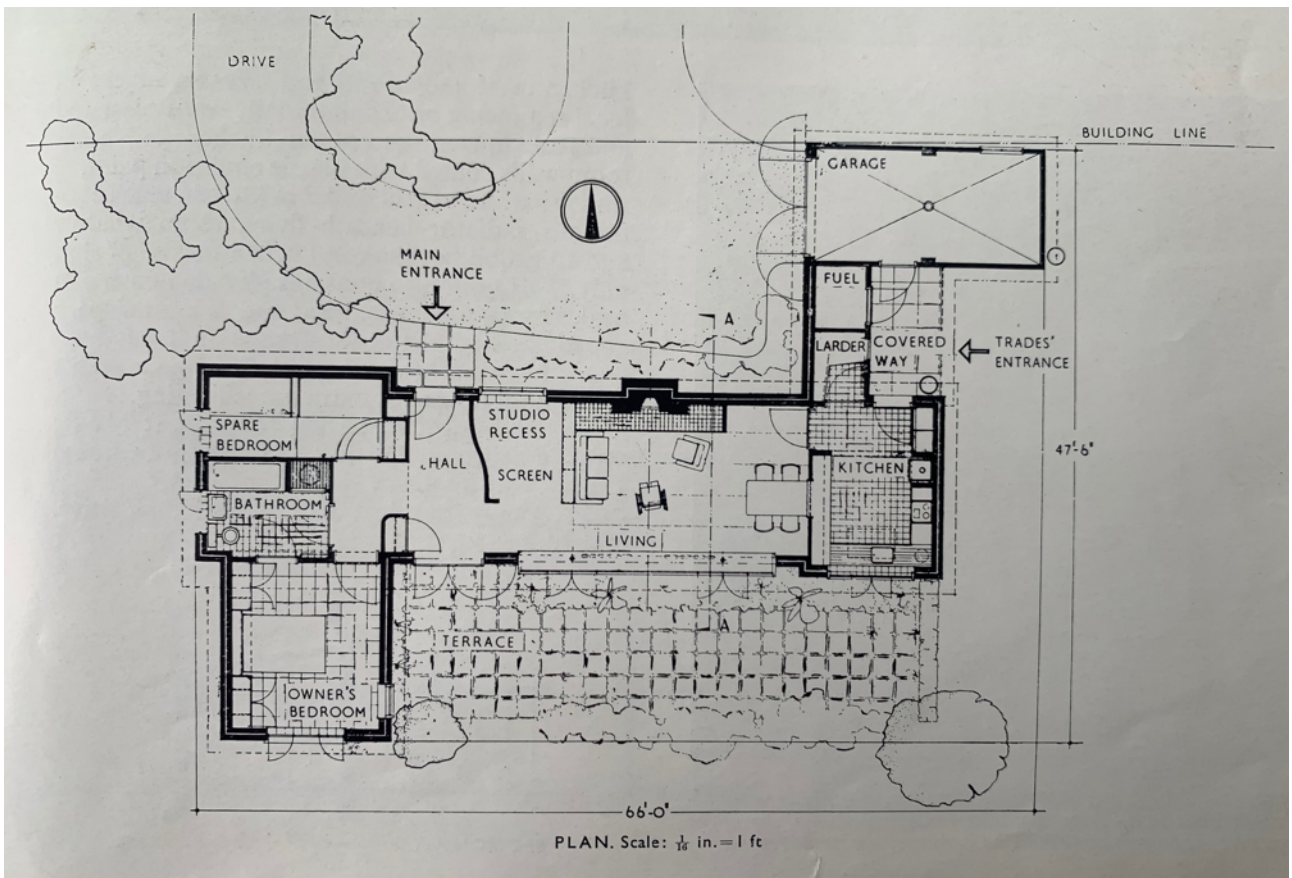 DRIVE
BUILDING LINE
GARAGE
MAIN
ENTRANCE
FUEL
A
LARDER
COVERED
WAY
TRADES'
ENTRANCE
STUDIO
RECESS
SPARE
BEDROOM
HALL
SCREEN
KITCHEN
47'-6"
BATHROOM
LIVING
A
TERRACE
OWNER'S
BEDROOM
66'-0"
PLAN. Scale: 1/16 in.=1 ft